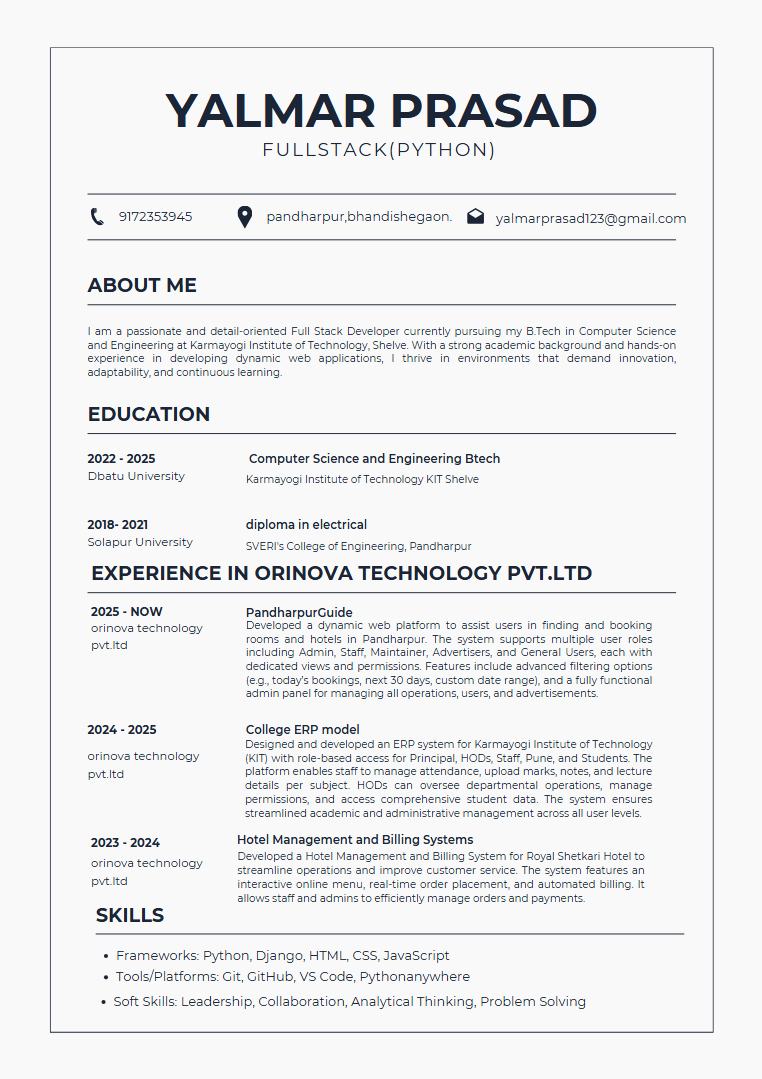 YALMAR PRASAD
FULLSTACK(PYTHON)
9172353945 pandharpur,bhandishegaon. yalmarprasad123@gmail.com
ABOUT ME
I am a passionate and detail-oriented Full Stack Developer currently pursuing my B.Tech in Computer Science
and Engineering at Karmayogi Institute of Technology, Shelve. With a strong academic background and hands-on
experience in developing dynamic web applications, I thrive in environments that demand innovation,
adaptability, and continuous learning.
EDUCATION
2022 - 2025 Computer Science and Engineering Btech
Dbatu University Karmayogi Institute of Technology KIT Shelve
2018- 2021 diploma in electrical
Solapur University SVERI's College of Engineering, Pandharpur
EXPERIENCE IN ORINOVA TECHNOLOGY PVT.LTD
2025 - NOW
orinova technology
pvt.ltd
PandharpurGuide
Developed a dynamic web platform to assist users in finding and booking
rooms and hotels in Pandharpur. The system supports multiple user roles
including Admin, Staff, Maintainer, Advertisers, and General Users, each with
dedicated views and permissions. Features include advanced filtering options
(e.g., today's bookings, next 30 days, custom date range), and a fully functional
admin panel for managing all operations, users, and advertisements.
2024 - 2025
orinova technology
pvt.ltd
College ERP model
Designed and developed an ERP system for Karmayogi Institute of Technology
(KIT) with role-based access for Principal, HODs, Staff, Pune, and Students. The
platform enables staff to manage attendance, upload marks, notes, and lecture
details per subject. HODs can oversee departmental operations, manage
permissions, and access comprehensive student data. The system ensures
streamlined academic and administrative management across all user levels.
2023 - 2024
orinova technology
pvt.ltd
Hotel Management and Billing Systems
Developed a Hotel Management and Billing System for Royal Shetkari Hotel to
streamline operations and improve customer service. The system features an
interactive online menu, real-time order placement, and automated billing. It
allows staff and admins to efficiently manage orders and payments.
SKILLS
• Frameworks: Python, Django, HTML, CSS, JavaScript
• Tools/Platforms: Git, GitHub, VS Code, Pythonanywhere
• Soft Skills: Leadership, Collaboration, Analytical Thinking, Problem Solving